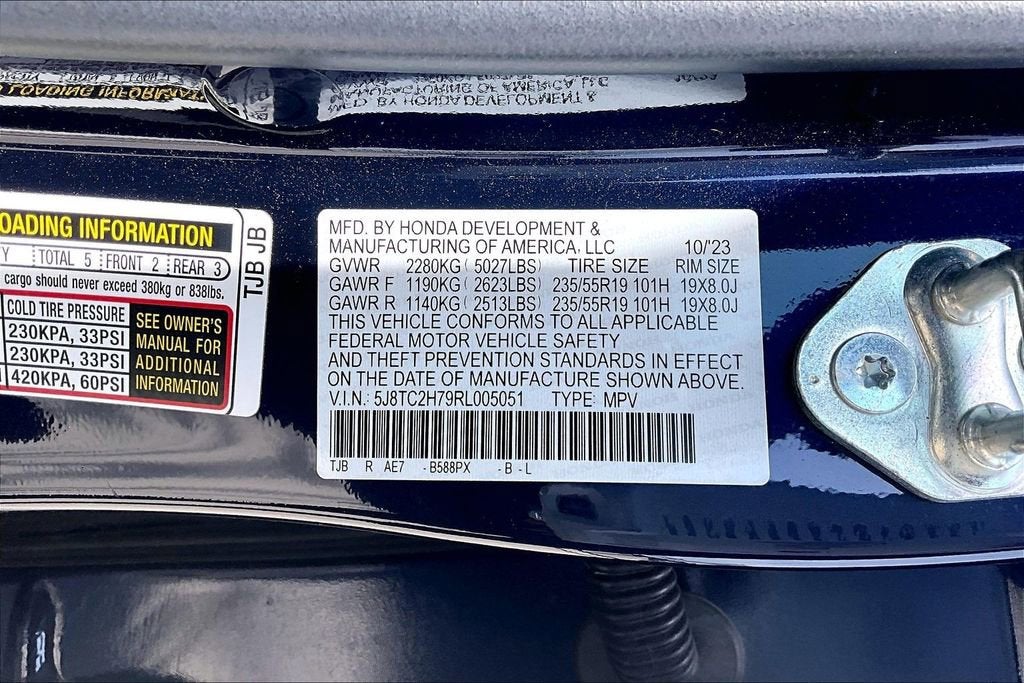 OADING INFORMATION
Y TOTAL 5 FRONT 2 REAR 3
cargo should never exceed 380kg or 838lbs.
COLD TIRE PRESSURE
230KPA, 33PSI
230KPA, 33PSI
420KPA, 60PSI
SEE OWNER'S
MANUAL FOR
ADDITIONAL
INFORMATION
TJB JB
MFD. BY HONDA DEVELOPMENT &
MANUFACTURING OF AMERICA, LLC 10/'23
GVWR 2280KG(5027LBS) TIRE SIZE RIM SIZE
GAWR F 1190KG(2623LBS) 235/55R19 101H 19X8.0J
GAWR R 1140KG(2513LBS) 235/55R19 101H 19X8.0J
THIS VEHICLE CONFORMS TO ALL APPLICABLE
FEDERAL MOTOR VEHICLE SAFETY
AND THEFT PREVENTION STANDARDS IN EFFECT
ON THE DATE OF MANUFACTURE SHOWN ABOVE.
V.I.N.: 5J8TC2H79RL005051 TYPE: MPV
TJB R AE7 -B588PX -B-L